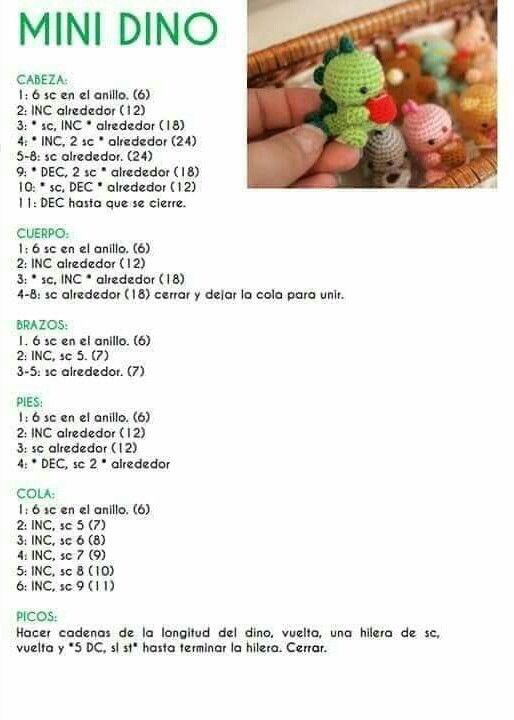 MINI DINO
CABEZA:
1: 6 sc en el anillo. (6)
2: INC alrededor (12)
3: * sc, INC * alrededor (18)
4: * INC, 2 sc * alrededor (24)
5-8: sc alrededor. (24)
9: * DEC, 2 sc * alrededor (18)
10: * sc, DEC * alrededor (12)
11: DEC hasta que se cierre.
CUERPO:
1: 6 sc en el anillo. (6)
2: INC alrededor (12)
3: * sc, INC * alrededor (18)
4-8: sc alrededor (18) cerrar y dejar la cola para unir.
BRAZOS:
1. 6 sc en el anillo. (6)
2: INC, sc 5. (7)
3-5: sc alrededor. (7)
PIES:
1: 6 sc en el anillo. (6)
2: INC alrededor (12)
3: sc alrededor (12)
4: * DEC, sc 2 * alrededor
COLA:
1: 6 sc en el anillo. (6)
2: INC, sc 5 (7)
3: INC, sc 6 (8)
4: INC, sc 7 (9)
5: INC, sc 8 (10)
6: INC, sc 9 (11)
PICOS:
Hacer cadenas de la longitud del dino, vuelta, una hilera de sc,
vuelta y *5 DC, sl st* hasta terminar la hilera. Cerrar.